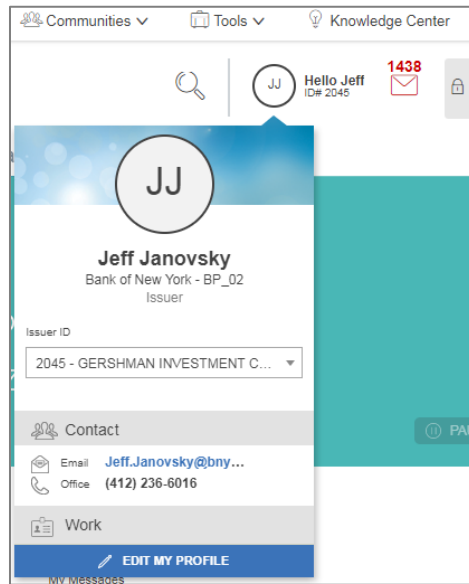 Communities Tools Knowledge Center
1438
JJ Hello Jeff
ID# 2045
JJ
Jeff Janovsky
Bank of New York - BP_02
Issuer
Issuer ID
2045 - GERSHMAN INVESTMENT C...
Contact
Email Jeff.Janovsky@bny...
Office (412) 236-6016
Work
EDIT MY PROFILE
My Messages